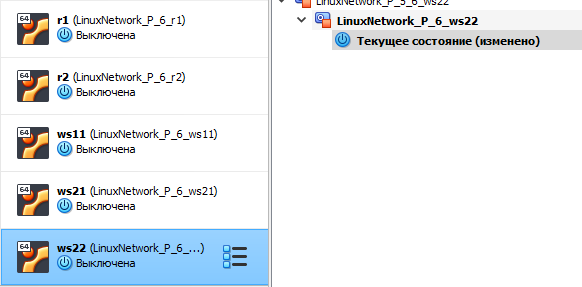 r1 (LinuxNetwork_P_6_r1)
64
Выключена
r2 (LinuxNetwork_P_6_r2)
64
Выключена
ws11 (LinuxNetwork_P_6_ws11)
64
Выключена
ws21 (LinuxNetwork_P_6_ws21)
64
Выключена
ws22 (LinuxNetwork_P_6_...)
64
Выключена
LinuxNetwork_P_5_6_ws22
LinuxNetwork_P_6_ws22
Текущее состояние (изменено)